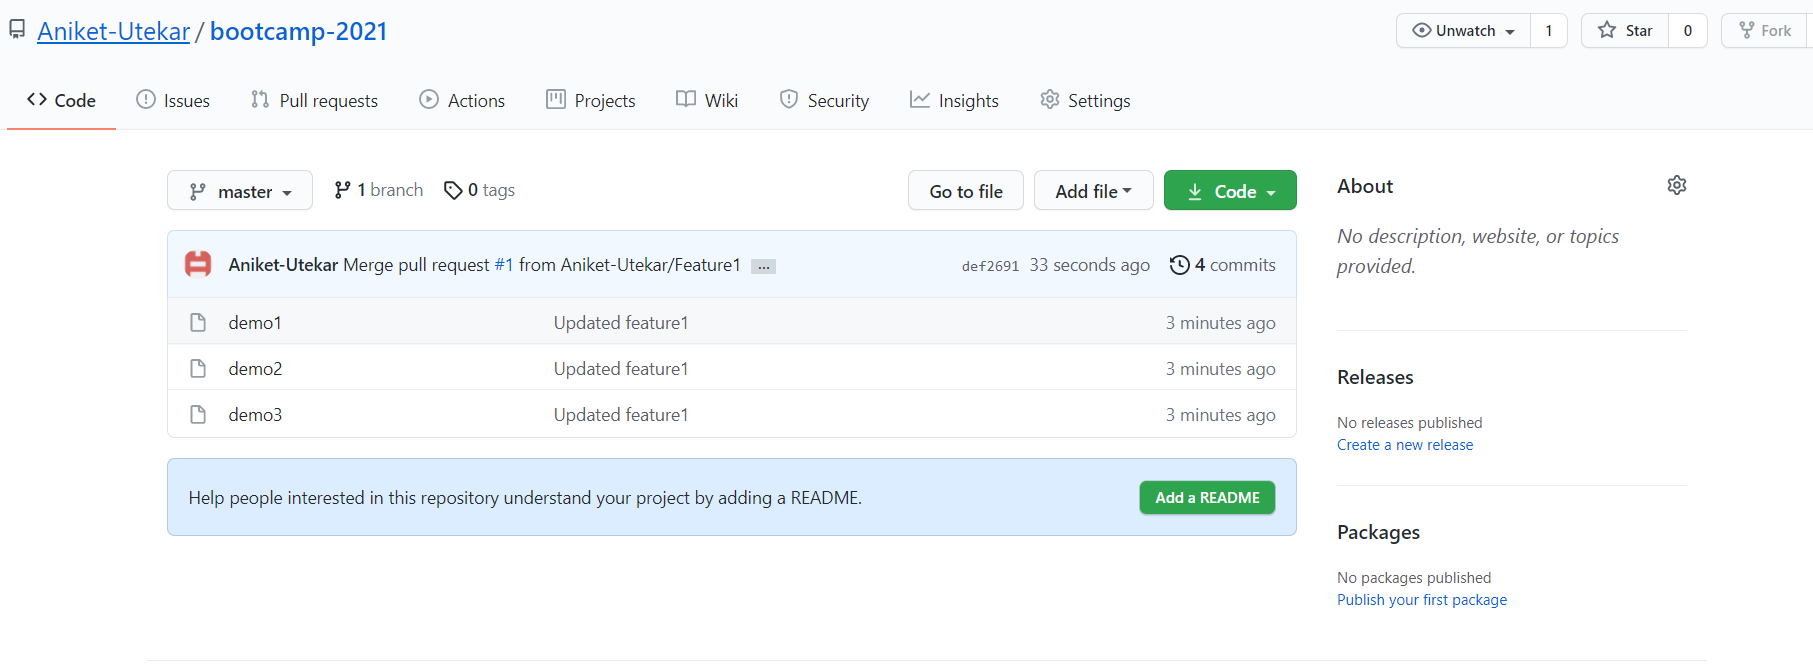 Aniket-Utekar / bootcamp-2021
Unwatch 1 Star 0 Fork
Code Issues Pull requests Actions Projects Wiki Security Insights Settings
master 1 branch 0 tags Go to file Add file Code
Aniket-Utekar Merge pull request #1 from Aniket-Utekar/Feature1 ... def2691 33 seconds ago 4 commits
demo1 Updated feature1 3 minutes ago
demo2 Updated feature1 3 minutes ago
demo3 Updated feature1 3 minutes ago
Help people interested in this repository understand your project by adding a README. Add a README
About
No description, website, or topics
provided.
Releases
No releases published
Create a new release
Packages
No packages published
Publish your first package